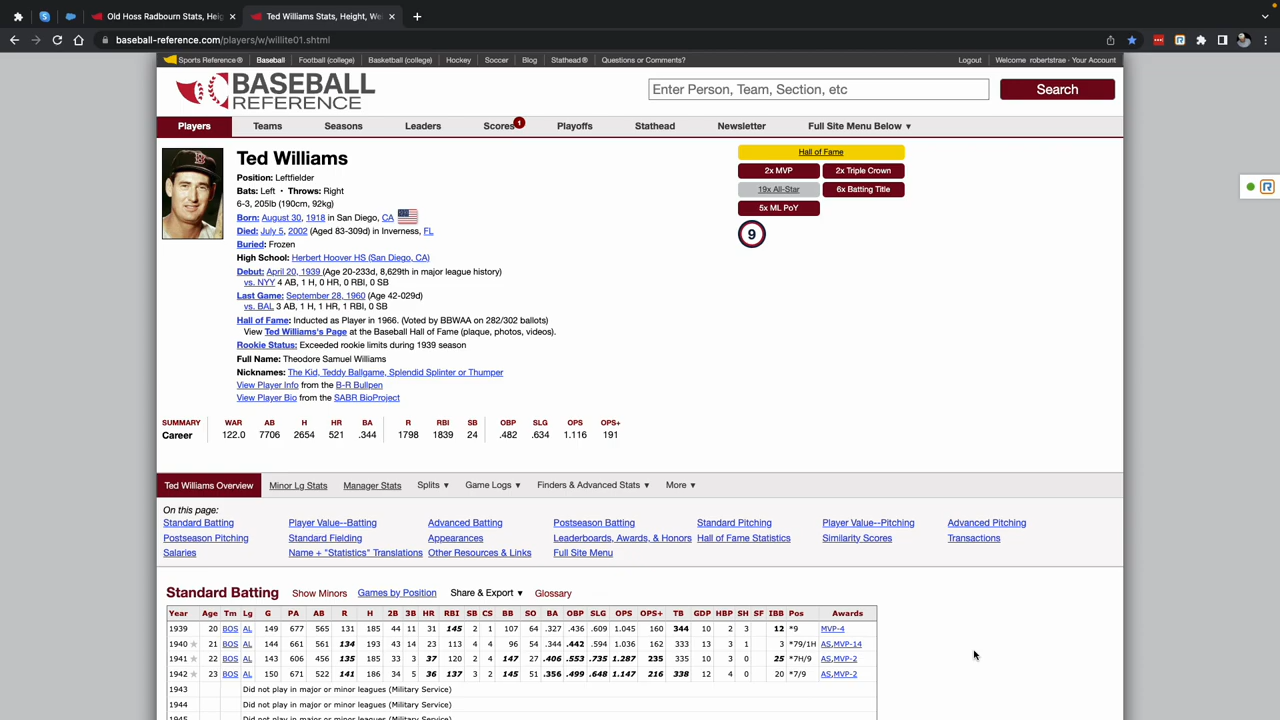 Old Hoss Radbourn Stats, Heig
Ted Williams Stats, Height, We
baseball-reference.com/players/w/willite01.shtml
Sports Reference® Baseball Football (college) Basketball (college) Hockey Soccer Blog Stathead® Questions or Comments? Logout Welcome robertstrae · Your Account
BASEBALL
REFERENCE
Enter Person, Team, Section, etc Search
Players Teams Seasons Leaders Scores 1 Playoffs Stathead Newsletter Full Site Menu Below ▼
Ted Williams
Position: Leftfielder
Bats: Left • Throws: Right
6-3, 205lb (190cm, 92kg)
Born: August 30, 1918 in San Diego, CA
Died: July 5, 2002 (Aged 83-309d) in Inverness, FL
Buried: Frozen
High School: Herbert Hoover HS (San Diego, CA)
Debut: April 20, 1939 (Age 20-233d, 8,629th in major league history)
vs. NYY 4 AB, 1 H, 0 HR, 0 RBI, 0 SB
Last Game: September 28, 1960 (Age 42-029d)
vs. BAL 3 AB, 1 H, 1 HR, 1 RBI, 0 SB
Hall of Fame: Inducted as Player in 1966. (Voted by BBWAA on 282/302 ballots)
View Ted Williams's Page at the Baseball Hall of Fame (plaque, photos, videos).
Rookie Status: Exceeded rookie limits during 1939 season
Full Name: Theodore Samuel Williams
Nicknames: The Kid, Teddy Ballgame, Splendid Splinter or Thumper
View Player Info from the B-R Bullpen
View Player Bio from the SABR BioProject
Hall of Fame
2x MVP 2x Triple Crown
19x All-Star 6x Batting Title
5x ML PoY
9
SUMMARY WAR AB H HR BA R RBI SB OBP SLG OPS OPS+
Career 122.0 7706 2654 521 .344 1798 1839 24 .482 .634 1.116 191
Ted Williams Overview Minor Lg Stats Manager Stats Splits ▼ Game Logs ▼ Finders & Advanced Stats ▼ More ▼
On this page:
Standard Batting Player Value--Batting Advanced Batting Postseason Batting Standard Pitching Player Value--Pitching Advanced Pitching
Postseason Pitching Standard Fielding Appearances Leaderboards, Awards, & Honors Hall of Fame Statistics Similarity Scores Transactions
Salaries Name + "Statistics" Translations Other Resources & Links Full Site Menu
Standard Batting Show Minors Games by Position Share & Export ▼ Glossary
Year Age Tm Lg G PA AB R H 2B 3B HR RBI SB CS BB SO BA OBP SLG OPS OPS+ TB GDP HBP SH SF IBB Pos Awards
1939 20 BOS AL 149 677 565 131 185 44 11 31 145 2 1 107 64 .327 .436 .609 1.045 160 344 10 2 3 12 *9 MVP-4
1940 ★ 21 BOS AL 144 661 561 134 193 43 14 23 113 4 4 96 54 .344 .442 .594 1.036 162 333 13 3 1 3 *79/1H AS,MVP-14
1941 ★ 22 BOS AL 143 606 456 135 185 33 3 37 120 2 4 147 27 .406 .553 .735 1.287 235 335 10 3 0 25 *7H/9 AS,MVP-2
1942 ★ 23 BOS AL 150 671 522 141 186 34 5 36 137 3 2 145 51 .356 .499 .648 1.147 216 338 12 4 0 20 *7/9 AS,MVP-2
1943 Did not play in major or minor leagues (Military Service)
1944 Did not play in major or minor leagues (Military Service)
1945 Did not play in major or minor leagues (Military Service)